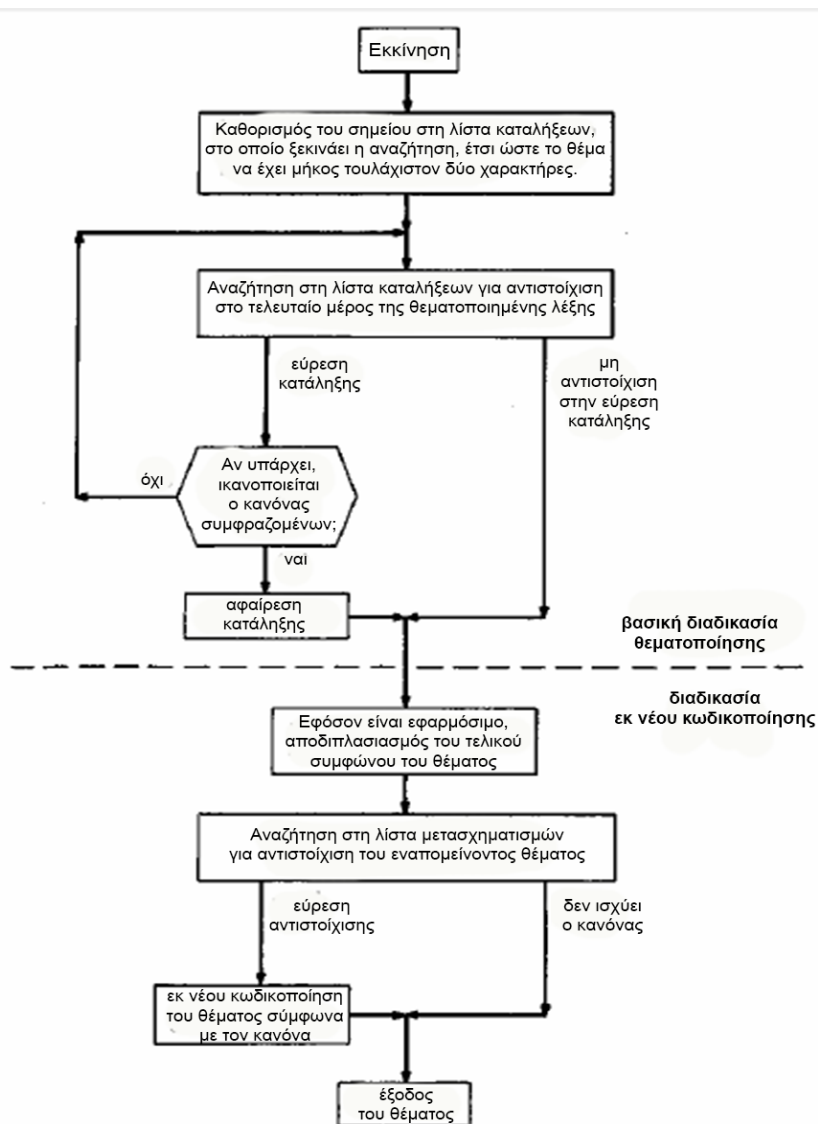 Εκκίνηση
Καθορισμός του σημείου στη λίστα καταλήξεων,
στο οποίο ξεκινάει η αναζήτηση, έτσι ώστε το θέμα
να έχει μήκος τουλάχιστον δύο χαρακτήρες.
Αναζήτηση στη λίστα καταλήξεων για αντιστοίχιση
στο τελευταίο μέρος της θεματοποιημένης λέξης
εύρεση
κατάληξης
μη
αντιστοίχιση
στην εύρεση
κατάληξης
Αν υπάρχει,
ικανοποιείται
ο κανόνας
συμφραζομένων;
όχι
ναi
αφαίρεση
κατάληξης
βασική διαδικασία
θεματοποίησης
διαδικασία
εκ νέου κωδικοποίησης
Εφόσον είναι εφαρμόσιμο,
αποδιπλασιασμός του τελικού
συμφώνου του θέματος
Αναζήτηση στη λίστα μετασχηματισμών
για αντιστοίχιση του εναπομείνοντος θέματος
εύρεση
αντιστοίχισης
δεν ισχύει
ο κανόνας
εκ νέου κωδικοποίηση
του θέματος σύμφωνα
με τον κανόνα
έξοδος
του θέματος